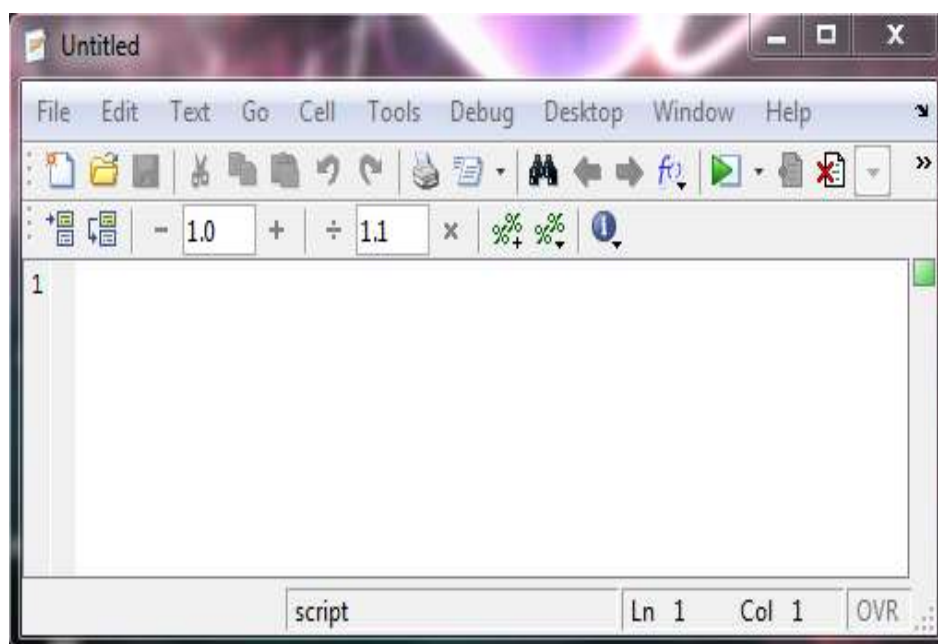 Untitled
File Edit Text Go Cell Tools Debug Desktop Window Help
− 1.0 + ÷ 1.1 ×
1
script Ln 1 Col 1 OVR